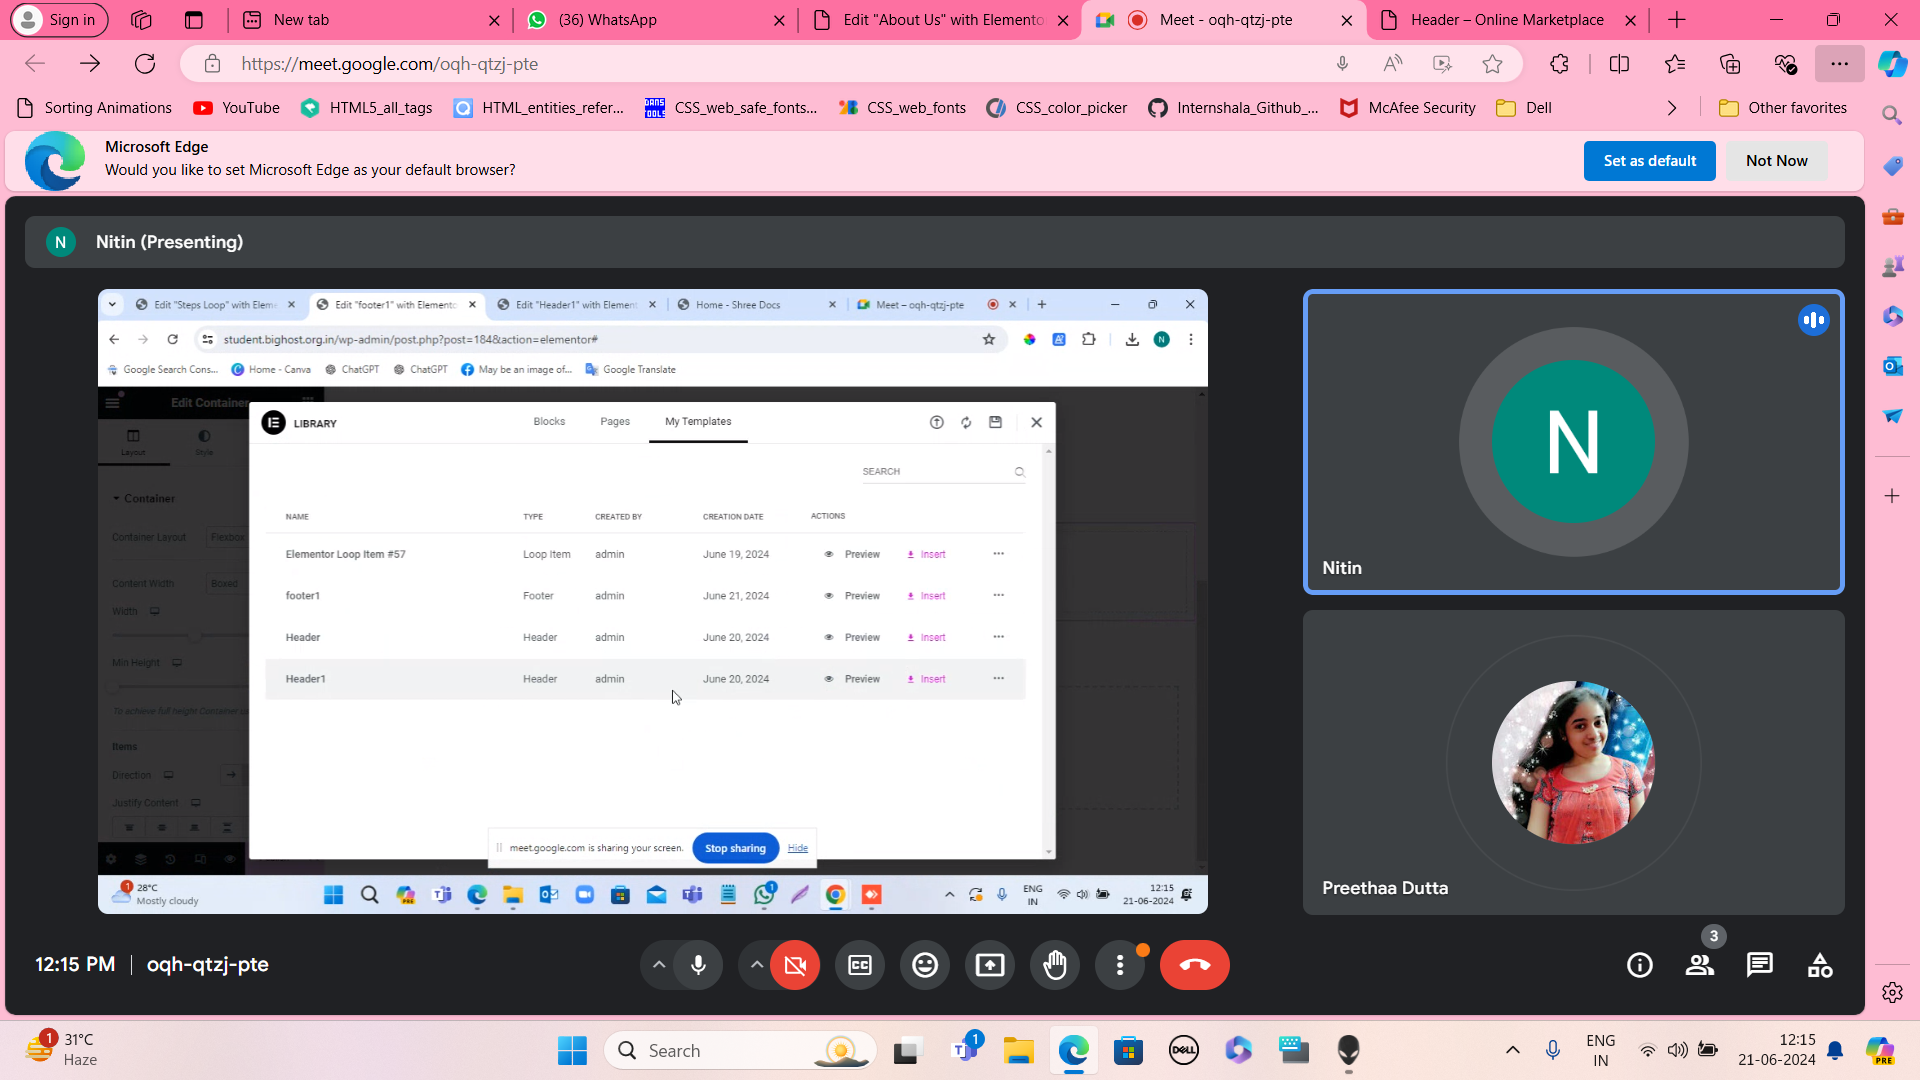 Sign in
New tab
(36) WhatsApp
Edit "About Us" with Elemento
Meet - oqh-qtzj-pte
Header – Online Marketplace
https://meet.google.com/oqh-qtzj-pte
Sorting Animations
YouTube
HTML5_all_tags
HTML_entities_refer...
CSS_web_safe_fonts...
CSS_web_fonts
CSS_color_picker
Internshala_Github_...
McAfee Security
Dell
Other favorites
Microsoft Edge
Would you like to set Microsoft Edge as your default browser?
Set as default
Not Now
N
Nitin (Presenting)
Edit "Steps Loop" with Eleme
Edit "footer1" with Elemento
Edit "Header1" with Element
Home - Shree Docs
Meet – oqh-qtzj-pte
student.bighost.org.in/wp-admin/post.php?post=184&action=elementor#
N
Google Search Cons...
Home - Canva
ChatGPT
ChatGPT
May be an image of...
Google Translate
Edit Container
LIBRARY
Blocks
Pages
My Templates
Layout
Style
SEARCH
Container
NAME
TYPE
CREATED BY
CREATION DATE
ACTIONS
Container Layout
Flexbox
Elementor Loop Item #57
Loop Item
admin
June 19, 2024
Preview
Insert
Content Width
Boxed
footer1
Footer
admin
June 21, 2024
Preview
Insert
Width
Header
Header
admin
June 20, 2024
Preview
Insert
Min Height
Header1
Header
admin
June 20, 2024
Preview
Insert
To achieve full height Container us
Items
Direction
Justify Content
meet.google.com is sharing your screen.
Stop sharing
Hide
1
28°C
Mostly cloudy
PRE
1
ENG
IN
12:15
21-06-2024
N
Nitin
Preethaa Dutta
12:15 PM
oqh-qtzj-pte
CC
3
1
31°C
Haze
Search
1
DELL
ENG
IN
12:15
21-06-2024
PRE